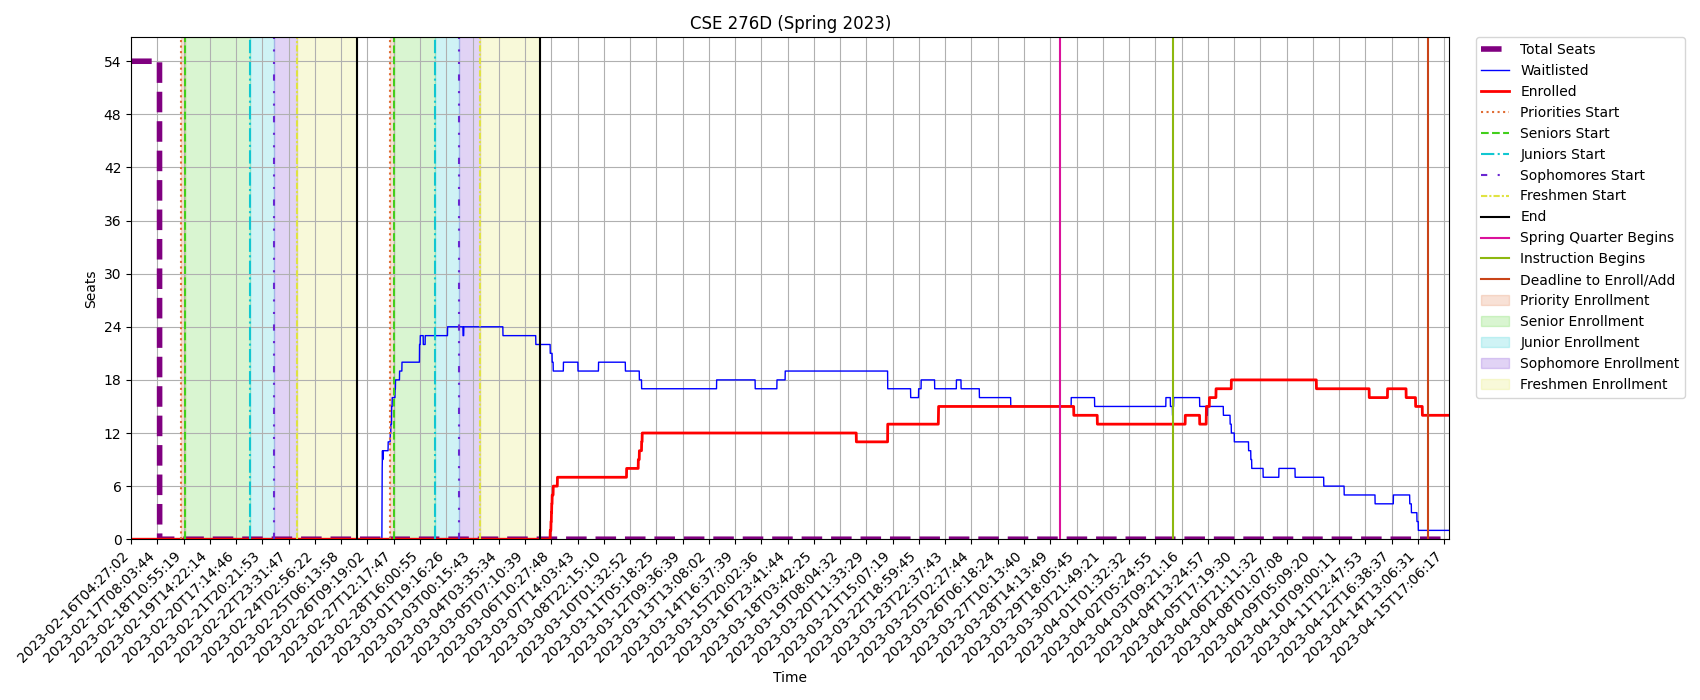 CSE 276D (Spring 2023)
Seats
54
48
42
36
30
24
18
12
6
0
2023-02-16T04:27:02
2023-02-17T08:03:44
2023-02-18T10:55:19
2023-02-19T14:22:14
2023-02-20T17:14:46
2023-02-21T20:21:53
2023-02-22T23:31:47
2023-02-24T02:56:22
2023-02-25T06:13:58
2023-02-26T09:19:02
2023-02-27T12:17:47
2023-02-28T16:00:55
2023-03-01T19:16:26
2023-03-03T00:15:43
2023-03-04T03:35:34
2023-03-05T07:10:39
2023-03-06T10:27:48
2023-03-07T14:03:43
2023-03-08T22:15:10
2023-03-10T01:32:52
2023-03-11T05:18:25
2023-03-12T09:36:39
2023-03-13T13:08:02
2023-03-14T16:37:39
2023-03-15T20:02:36
2023-03-16T23:41:44
2023-03-18T03:42:25
2023-03-19T08:04:32
2023-03-20T11:33:29
2023-03-21T15:07:19
2023-03-22T18:59:45
2023-03-23T22:37:43
2023-03-25T02:27:44
2023-03-26T06:18:24
2023-03-27T10:13:40
2023-03-28T14:13:49
2023-03-29T18:05:45
2023-03-30T21:49:21
2023-04-01T01:32:32
2023-04-02T05:24:55
2023-04-03T09:21:16
2023-04-04T13:24:57
2023-04-05T17:19:30
2023-04-06T21:11:32
2023-04-08T01:07:08
2023-04-09T05:09:20
2023-04-10T09:00:11
2023-04-11T12:47:53
2023-04-12T16:38:37
2023-04-14T13:06:31
2023-04-15T17:06:17
Time
Total Seats
Waitlisted
Enrolled
Priorities Start
Seniors Start
Juniors Start
Sophomores Start
Freshmen Start
End
Spring Quarter Begins
Instruction Begins
Deadline to Enroll/Add
Priority Enrollment
Senior Enrollment
Junior Enrollment
Sophomore Enrollment
Freshmen Enrollment